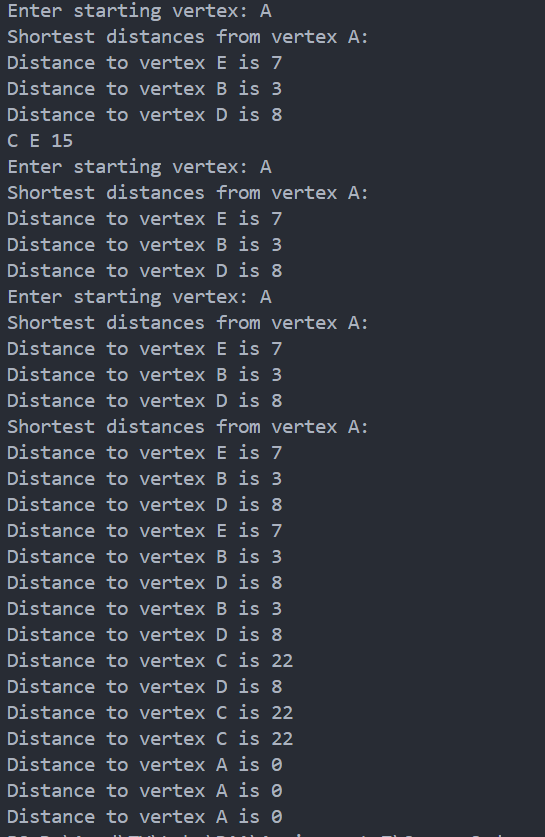 Enter starting vertex: A
Shortest distances from vertex A:
Distance to vertex E is 7
Distance to vertex B is 3
Distance to vertex D is 8
C E 15
Enter starting vertex: A
Shortest distances from vertex A:
Distance to vertex E is 7
Distance to vertex B is 3
Distance to vertex D is 8
Enter starting vertex: A
Shortest distances from vertex A:
Distance to vertex E is 7
Distance to vertex B is 3
Distance to vertex D is 8
Shortest distances from vertex A:
Distance to vertex E is 7
Distance to vertex B is 3
Distance to vertex D is 8
Distance to vertex E is 7
Distance to vertex B is 3
Distance to vertex D is 8
Distance to vertex B is 3
Distance to vertex D is 8
Distance to vertex C is 22
Distance to vertex D is 8
Distance to vertex C is 22
Distance to vertex C is 22
Distance to vertex A is 0
Distance to vertex A is 0
Distance to vertex A is 0